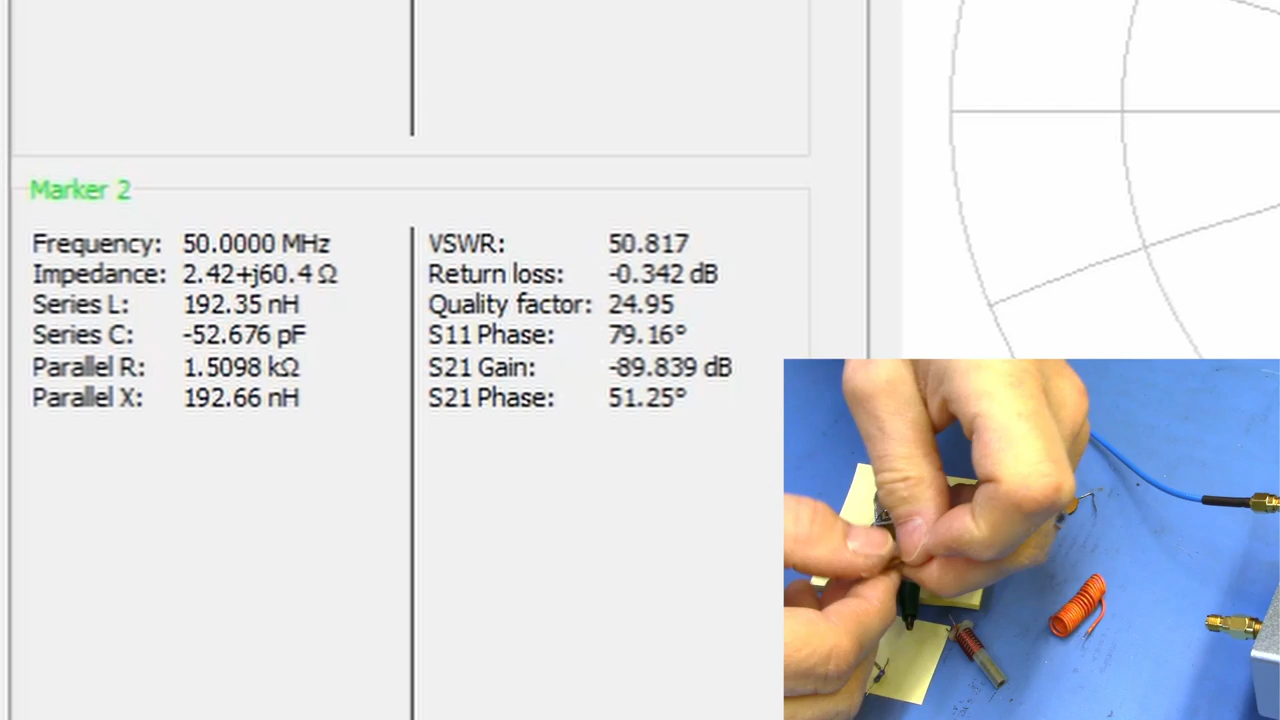 Marker 2
Frequency: 50.0000 MHz
Impedance: 2.42+j60.4 Ω
Series L: 192.35 nH
Series C: -52.676 pF
Parallel R: 1.5098 kΩ
Parallel X: 192.66 nH
VSWR: 50.817
Return loss: -0.342 dB
Quality factor: 24.95
S11 Phase: 79.16°
S21 Gain: -89.839 dB
S21 Phase: 51.25°